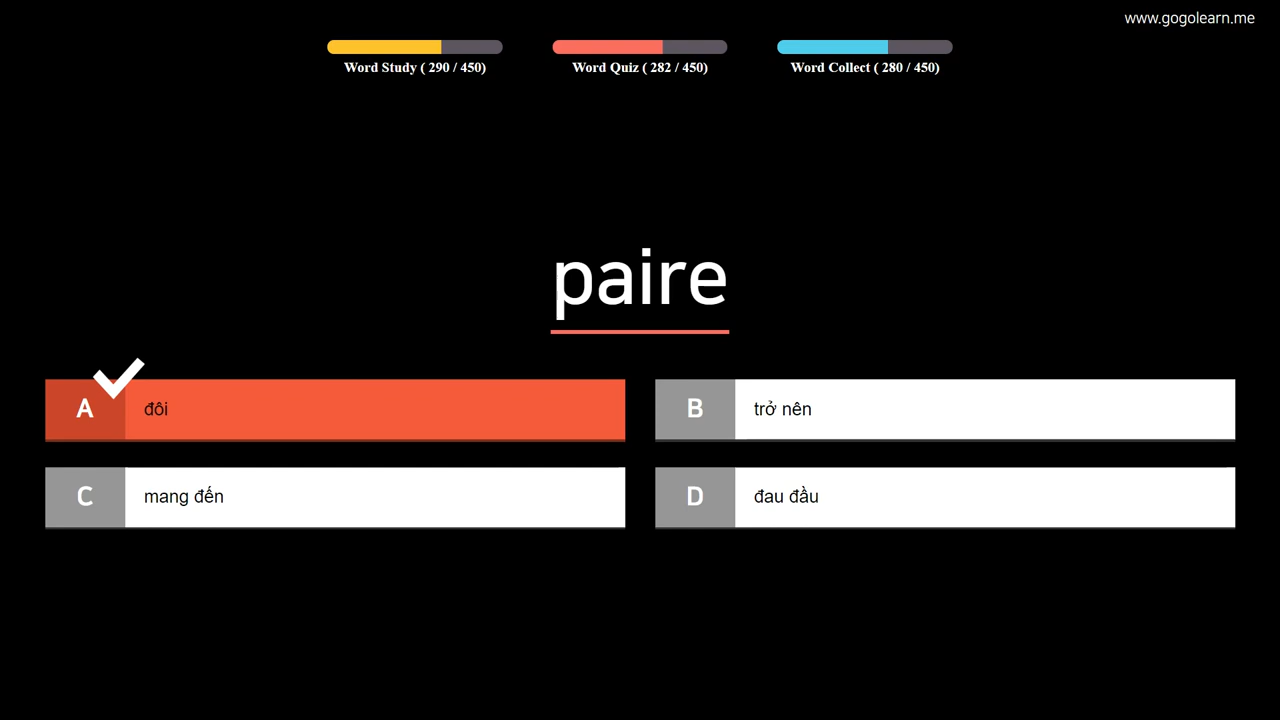 www.gogolearn.me
Word Study ( 290 / 450)
Word Quiz ( 282 / 450)
Word Collect ( 280 / 450)
paire
A đôi
B trở nên
C mang đến
D đau đầu